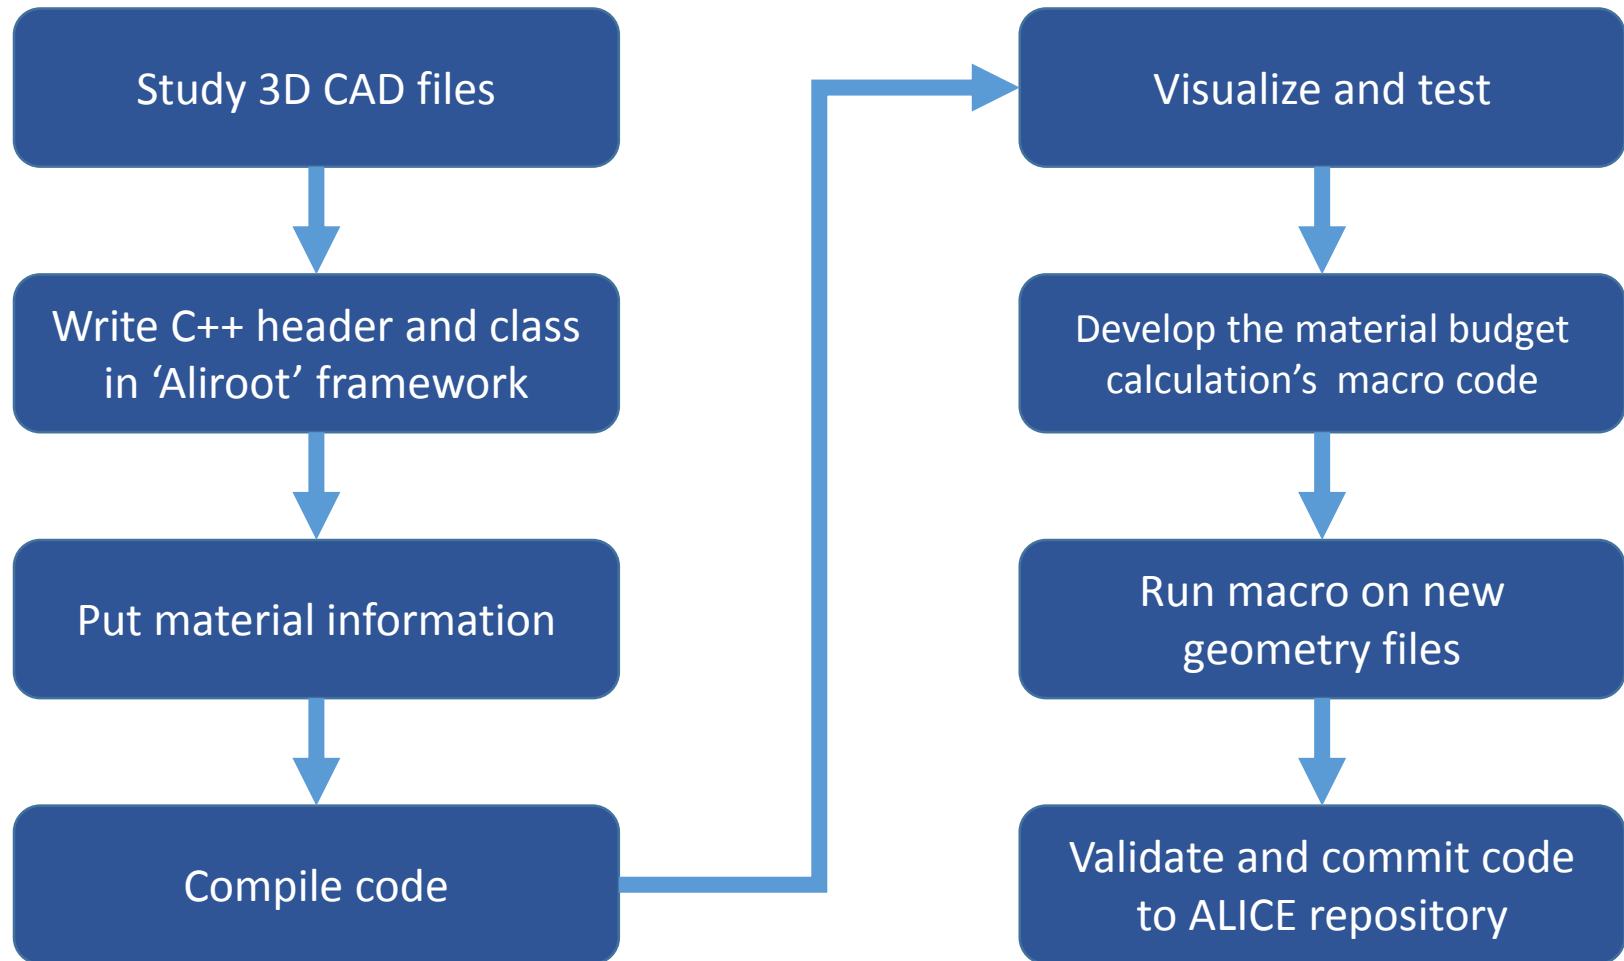 Study 3D CAD files
Write C++ header and class
in ‘Aliroot’ framework
Put material information
Compile code
Visualize and test
Develop the material budget
calculation’s  macro code
Run macro on new
geometry files
Validate and commit code
to ALICE repository